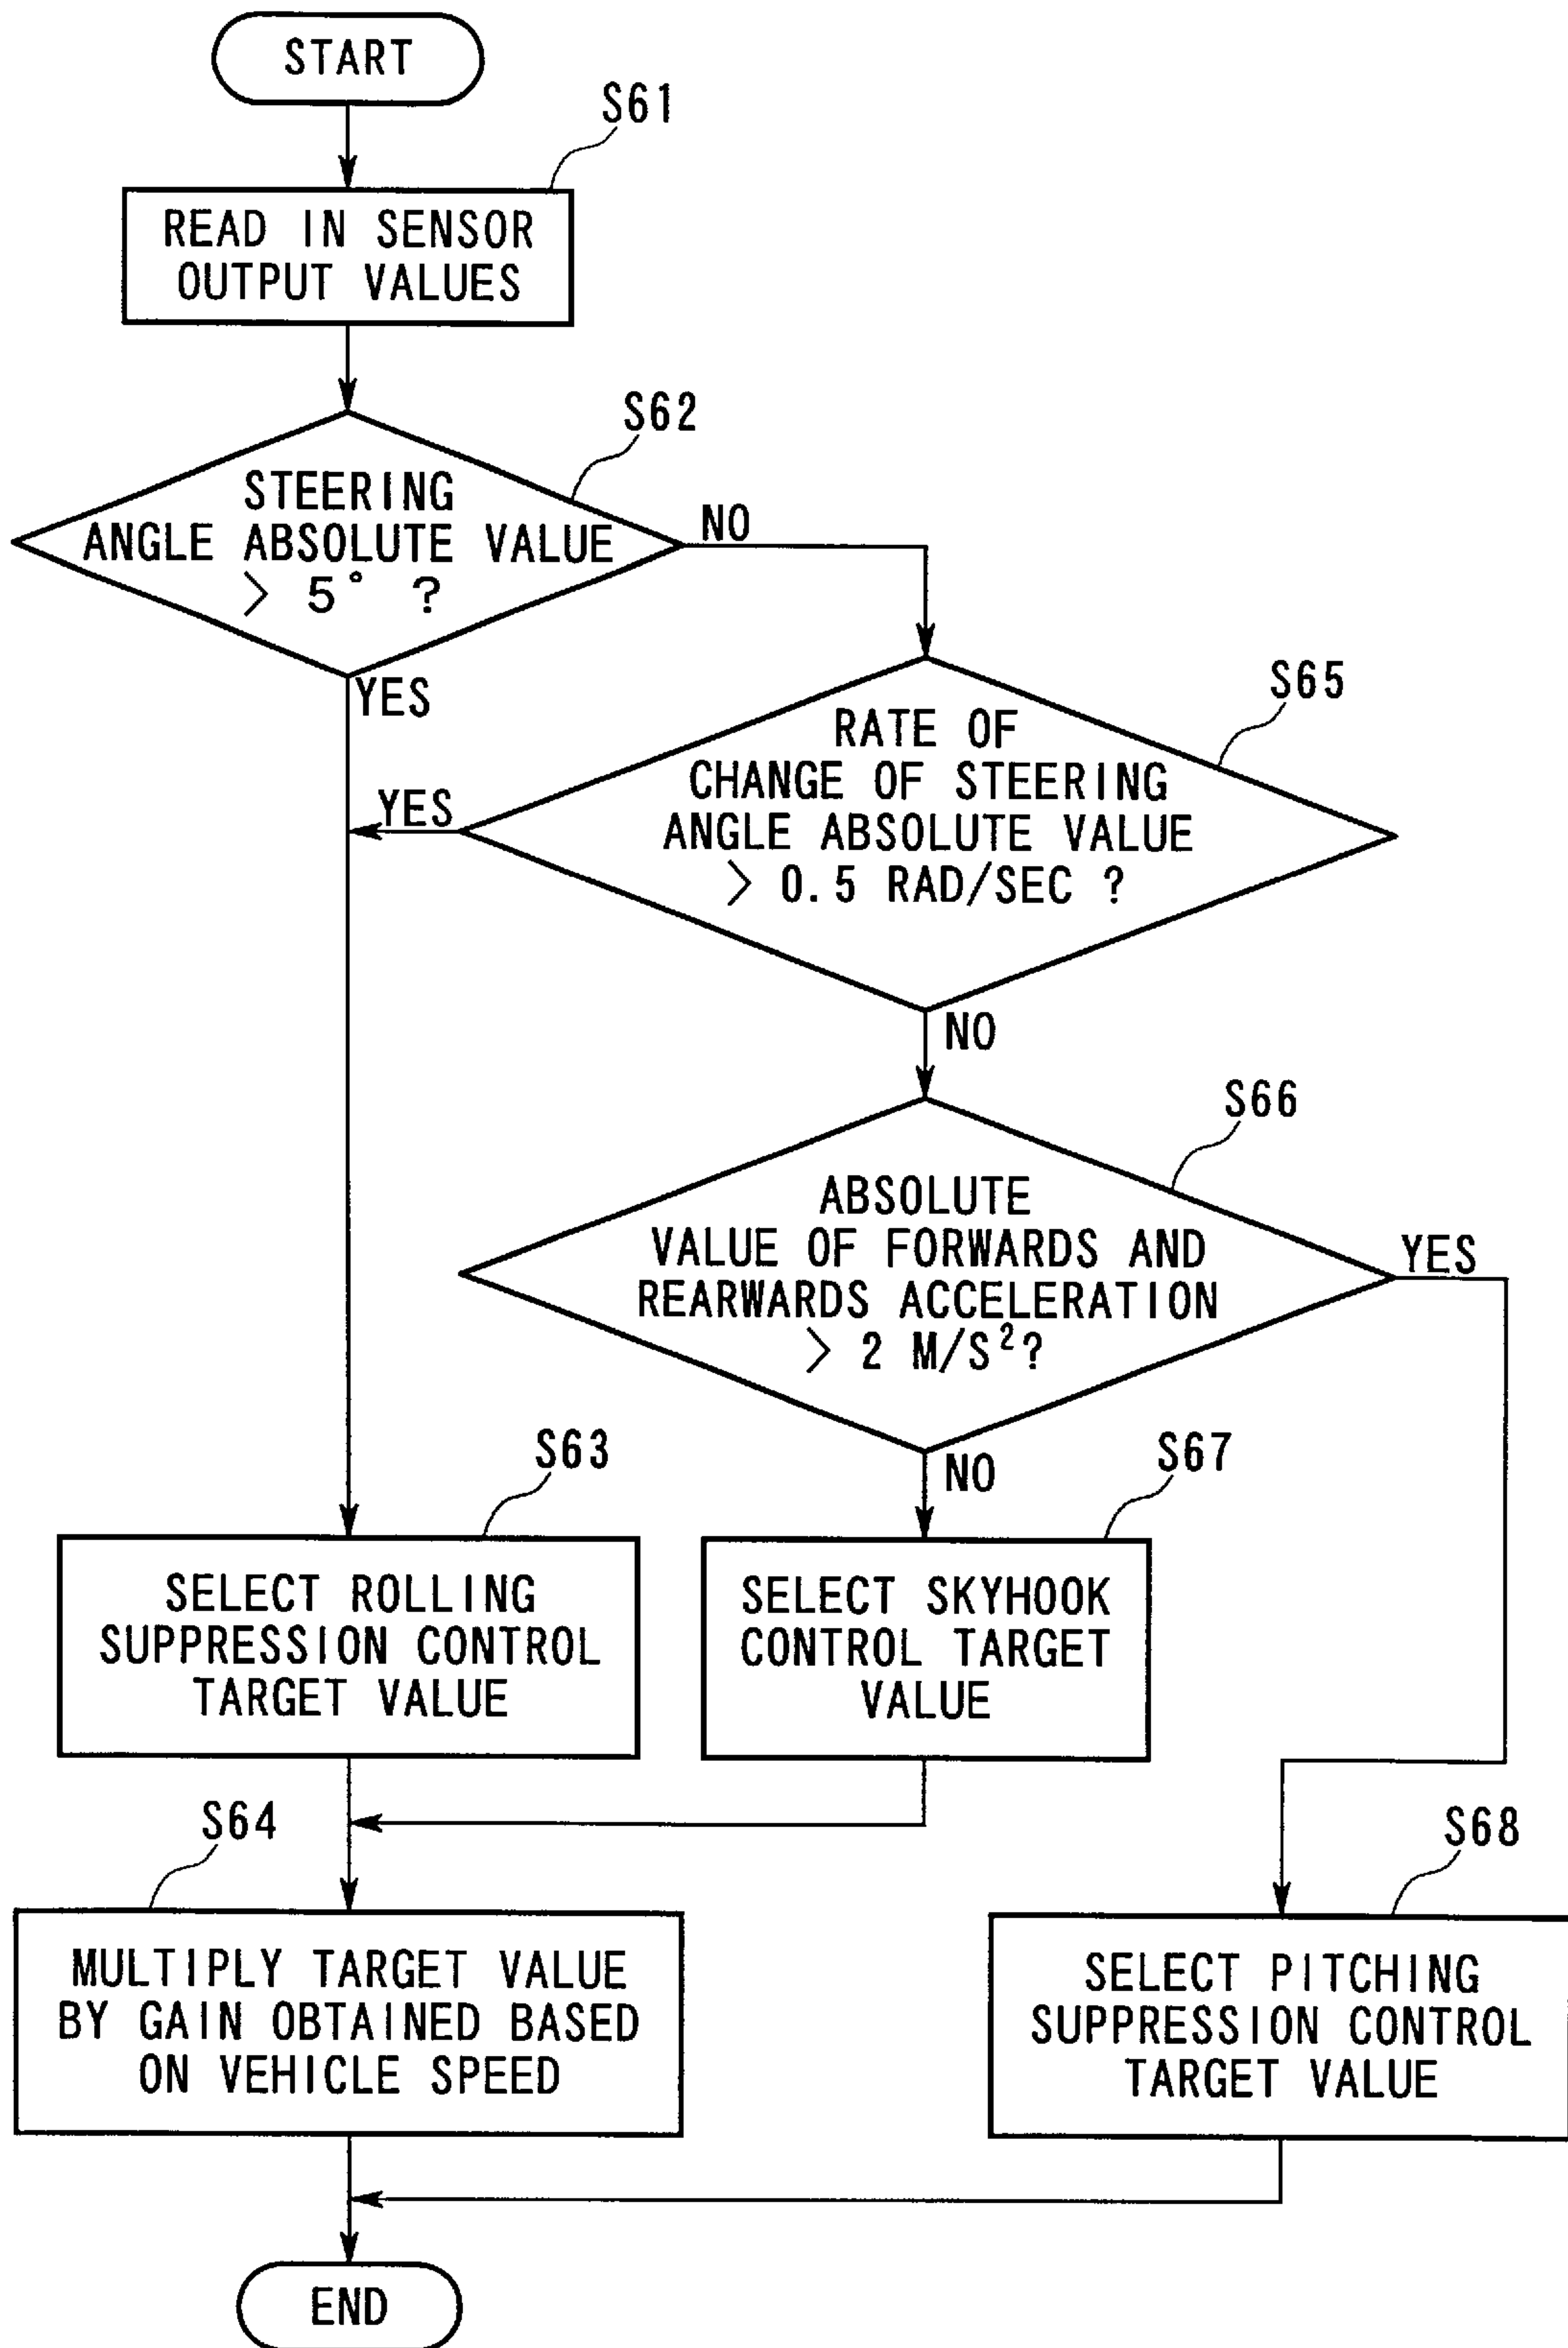 START
S61
READ IN SENSOR
OUTPUT VALUES
S62
STEERING
ANGLE ABSOLUTE VALUE
> 5° ?
NO
YES
S65
RATE OF
CHANGE OF STEERING
ANGLE ABSOLUTE VALUE
> 0.5 RAD/SEC ?
YES
NO
S66
ABSOLUTE
VALUE OF FORWARDS AND
REARWARDS ACCELERATION
> 2 M/S²?
YES
NO
S63
SELECT ROLLING
SUPPRESSION CONTROL
TARGET VALUE
S67
SELECT SKYHOOK
CONTROL TARGET
VALUE
S64
MULTIPLY TARGET VALUE
BY GAIN OBTAINED BASED
ON VEHICLE SPEED
S68
SELECT PITCHING
SUPPRESSION CONTROL
TARGET VALUE
END